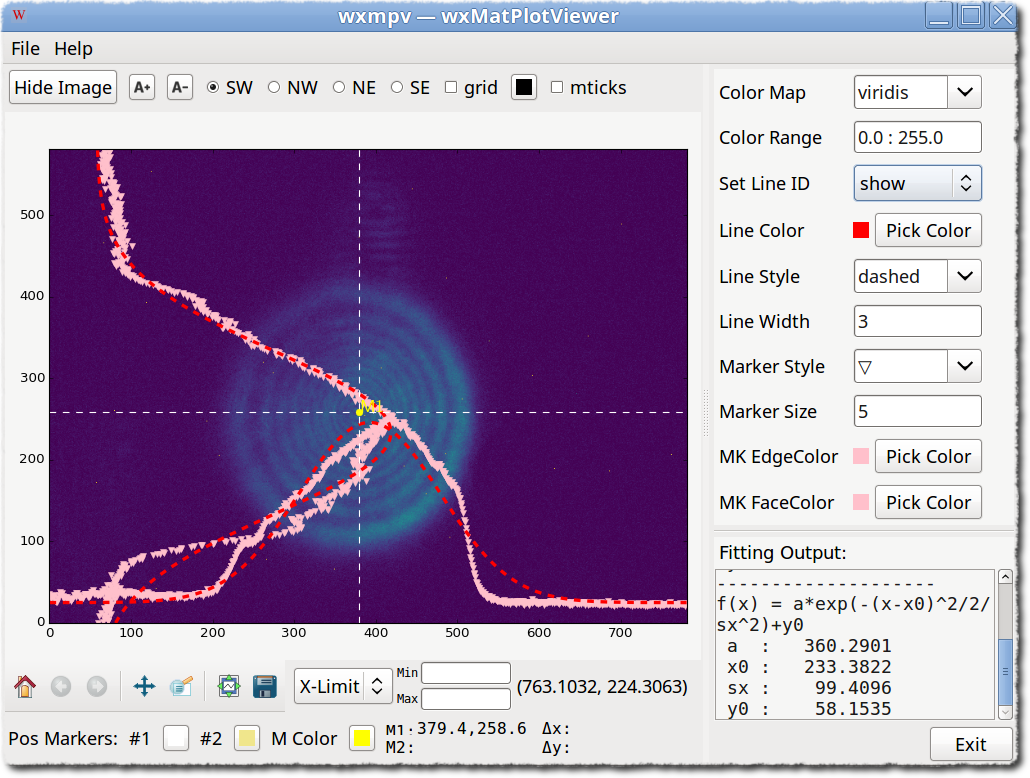 W wxmpv — wxMatPlotViewer
File Help
Hide Image A+ A- SW NW NE SE grid mticks
Color Map viridis
Color Range 0.0 : 255.0
Set Line ID show
Line Color Pick Color
Line Style dashed
Line Width 3
Marker Style ▽
Marker Size 5
MK EdgeColor Pick Color
MK FaceColor Pick Color
500
400
300
200
100
0
0 100 200 300 400 500 600 700
M1
Fitting Output:
--------------------
f(x) = a*exp(-(x-x0)^2/2/
sx^2)+y0
a : 360.2901
x0 : 233.3822
sx : 99.4096
y0 : 58.1535
X-Limit Min Max (763.1032, 224.3063)
Pos Markers: #1 #2 M Color M1:379.4,258.6 Δx:
M2: Δy:
Exit